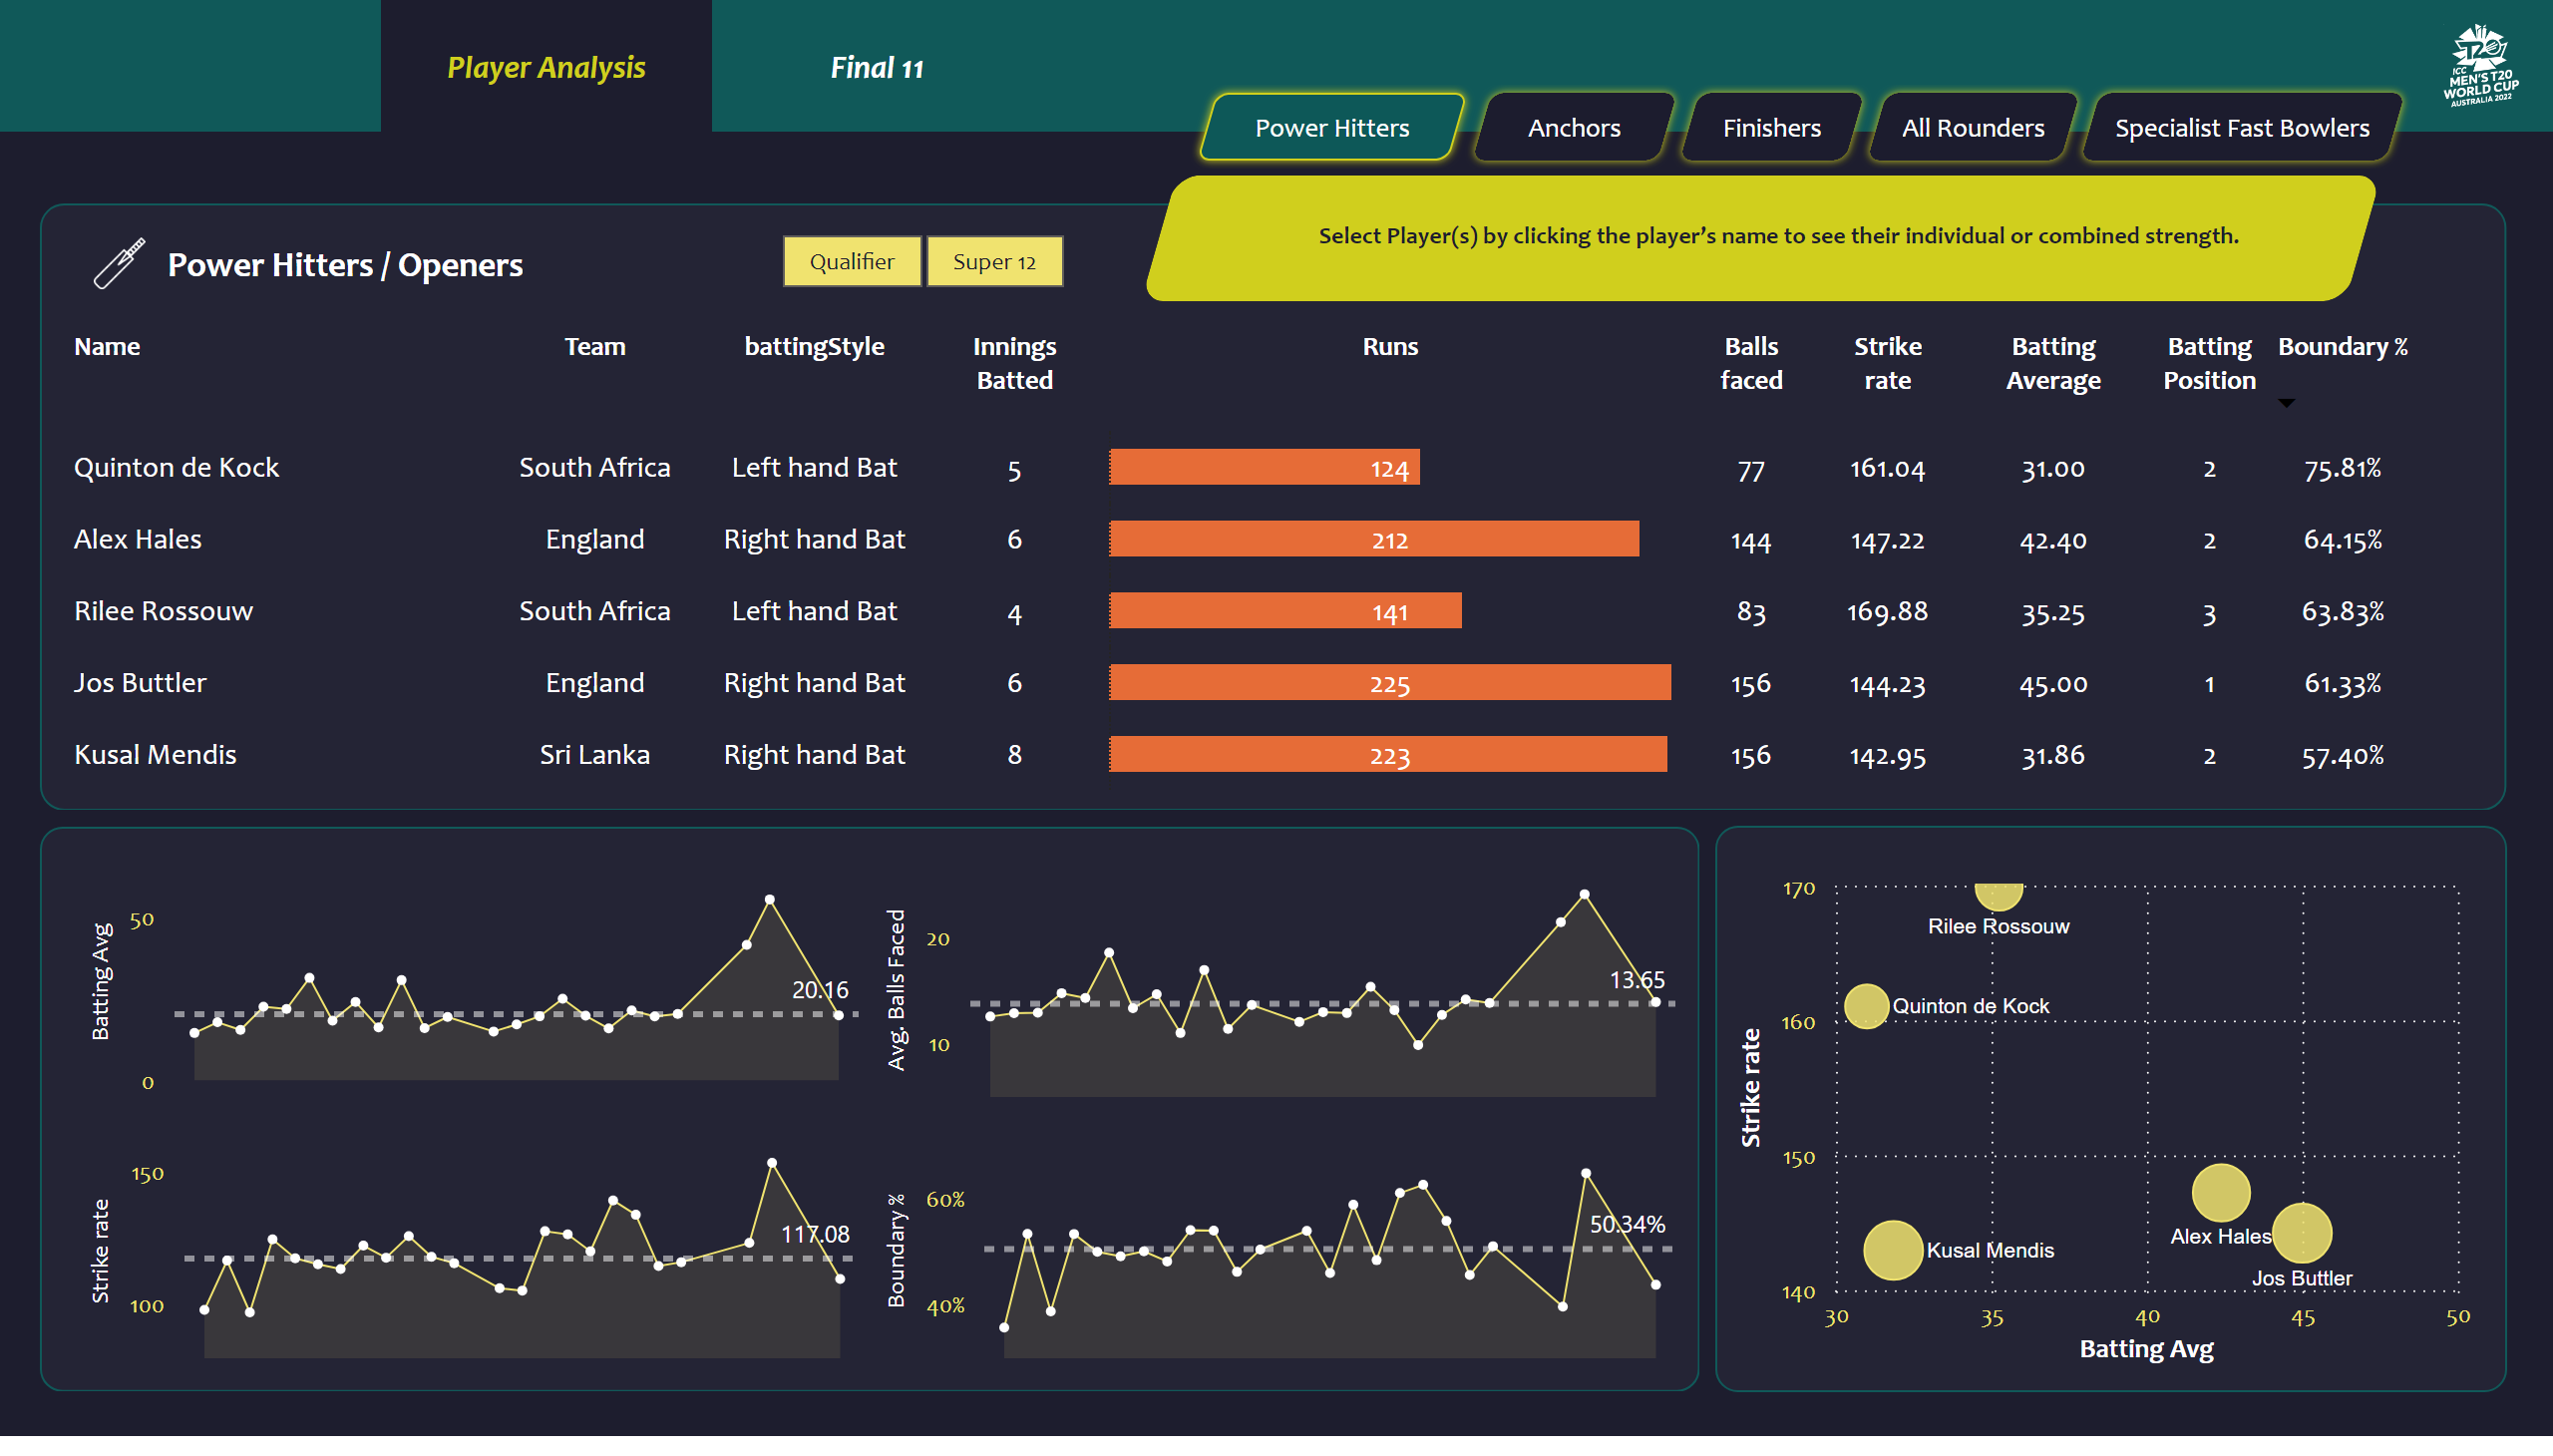 Player Analysis
Final 11
ICC
MEN'S T20
WORLD CUP
AUSTRALIA 2022
Power Hitters
Anchors
Finishers
All Rounders
Specialist Fast Bowlers
Select Player(s) by clicking the player's name to see their individual or combined strength.
Power Hitters / Openers
Qualifier
Super 12
Name Team battingStyle Innings Batted Runs Balls faced Strike rate Batting Average Batting Position Boundary %
Quinton de Kock South Africa Left hand Bat 5 124 77 161.04 31.00 2 75.81%
Alex Hales England Right hand Bat 6 212 144 147.22 42.40 2 64.15%
Rilee Rossouw South Africa Left hand Bat 4 141 83 169.88 35.25 3 63.83%
Jos Buttler England Right hand Bat 6 225 156 144.23 45.00 1 61.33%
Kusal Mendis Sri Lanka Right hand Bat 8 223 156 142.95 31.86 2 57.40%
Batting Avg
50
0
20.16
Avg. Balls Faced
20
10
13.65
Strike rate
150
100
117.08
Boundary %
60%
40%
50.34%
Strike rate
170
160
150
140
Rilee Rossouw
Quinton de Kock
Kusal Mendis
Alex Hales
Jos Buttler
30 35 40 45 50
Batting Avg